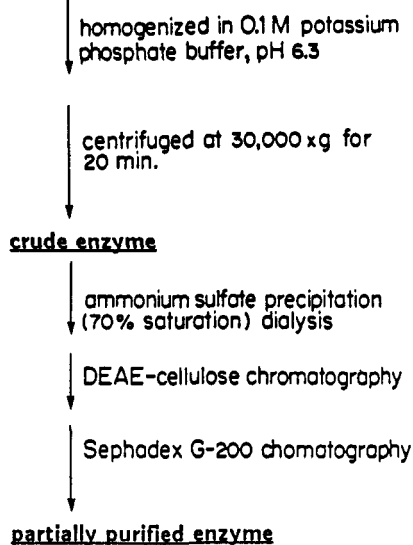 homogenized in 0.1 M potassium
phosphate buffer, pH 6.3
centrifuged at 30,000 xg for
20 min.
crude enzyme
ammonium sulfate precipitation
(70% saturation) dialysis
DEAE-cellulose chromatography
Sephadex G-200 chomatography
partially purified enzyme